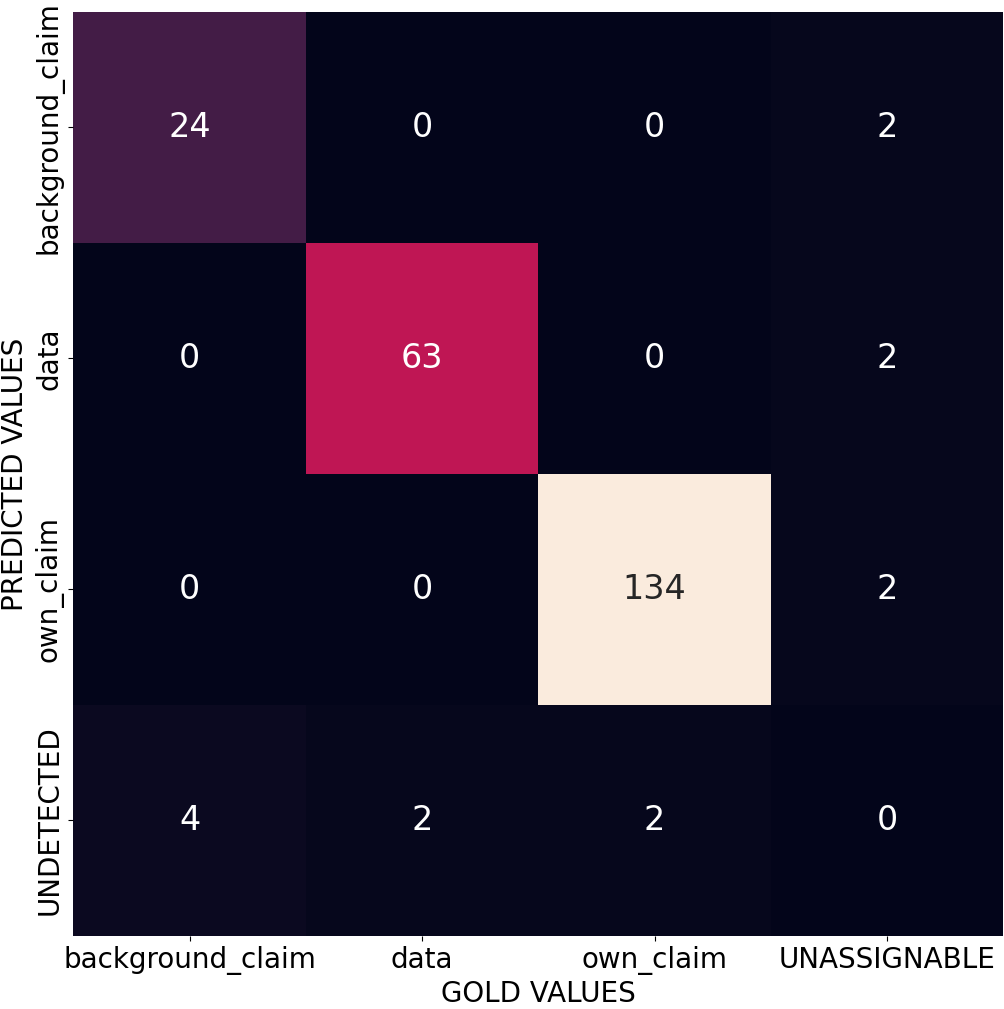 PREDICTED VALUES
background_claim
24 0 0 2
data
0 63 0 2
own_claim
0 0 134 2
UNDETECTED
4 2 2 0
background_claim data own_claim UNASSIGNABLE
GOLD VALUES